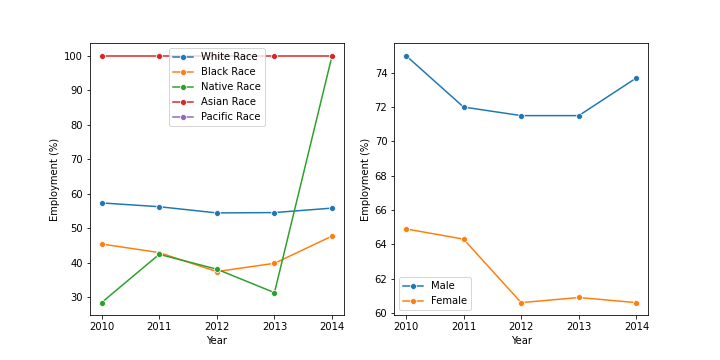 100
90
80
70
60
50
40
30
Employment (%)
2010 2011 2012 2013 2014
Year
White Race
Black Race
Native Race
Asian Race
Pacific Race
74
72
70
68
66
64
62
60
Employment (%)
2010 2011 2012 2013 2014
Year
Male
Female